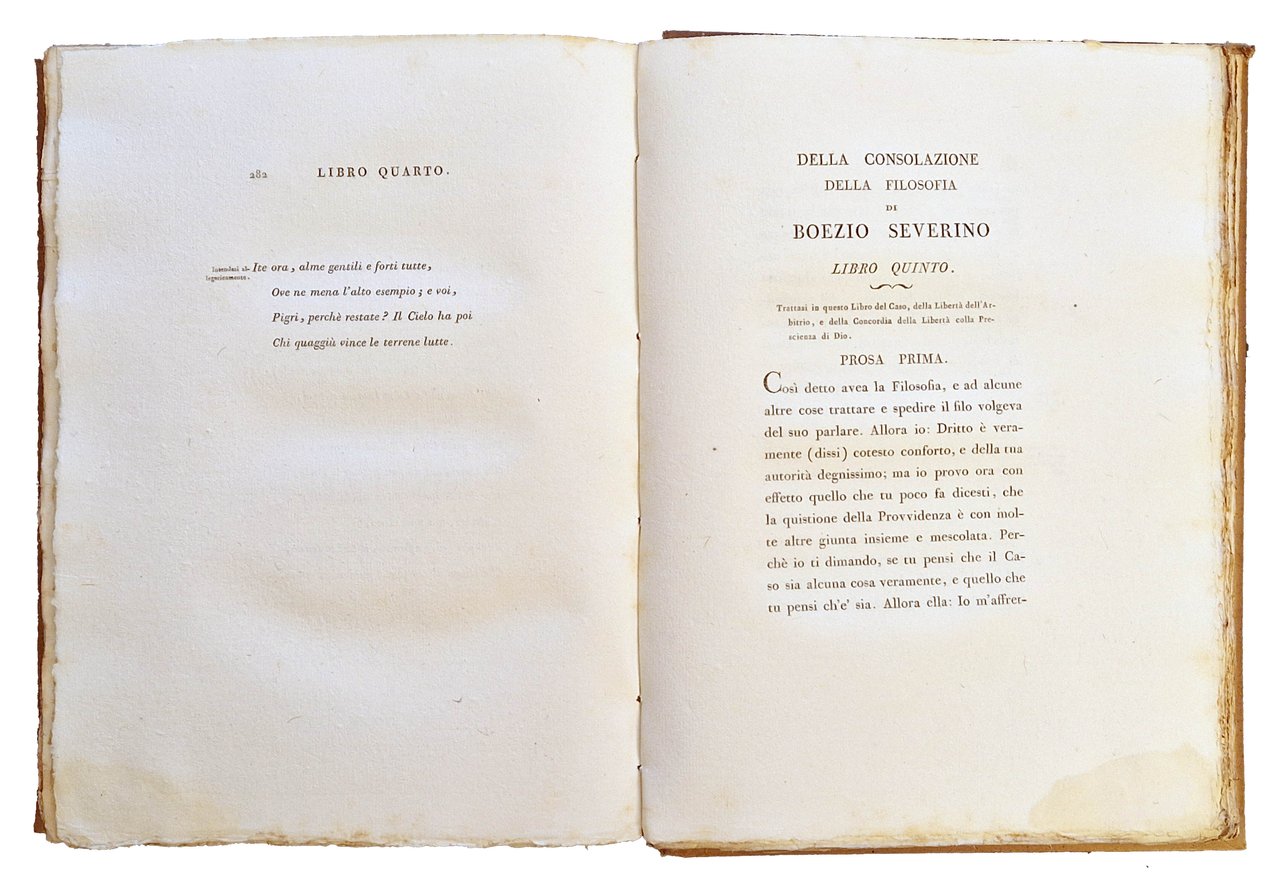 282 LIBRO QUARTO.
Intendasi al-
legoricamente.
Ite ora, alme gentili e forti tutte,
Ove ne mena l'alto esempio; e voi,
Pigri, perchè restate? Il Cielo ha poi
Chi quaggiù vince le terrene lutte.
DELLA CONSOLAZIONE
DELLA FILOSOFIA
DI
BOEZIO SEVERINO
LIBRO QUINTO.
Trattasi in questo Libro del Caso, della Libertà dell'Ar-
bitrio, e della Concordia della Libertà colla Pre-
scienza di Dio.
PROSA PRIMA.
Così detto avea la Filosofia, e ad alcune
altre cose trattare e spedire il filo volgeva
del suo parlare. Allora io: Dritto è vera-
mente (dissi) cotesto conforto, e della tua
autorità degnissimo; ma io provo ora con
effetto quello che tu poco fa dicesti, che
la quistione della Provvidenza è con mol-
te altre giunta insieme e mescolata. Per-
chè io ti dimando, se tu pensi che il Ca-
so sia alcuna cosa veramente, e quello che
tu pensi ch'e' sia. Allora ella: Io m'affret-